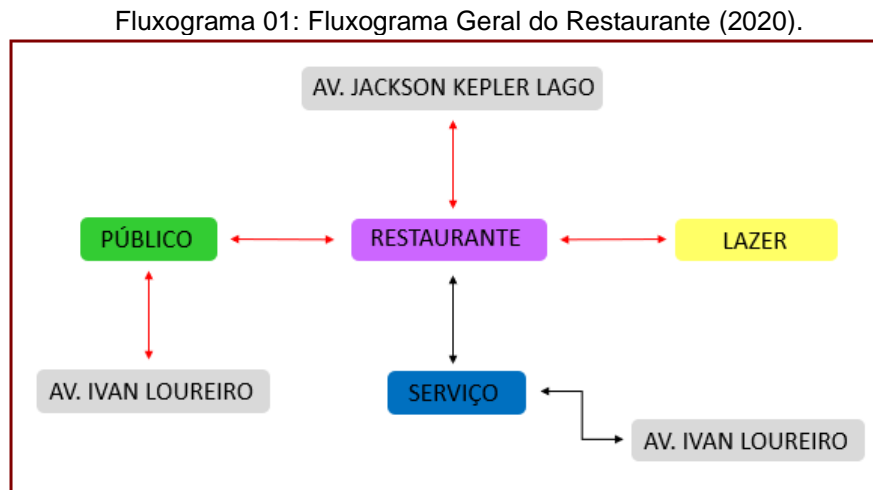 Fluxograma 01: Fluxograma Geral do Restaurante (2020).
AV. JACKSON KEPLER LAGO
PÚBLICO
RESTAURANTE
LAZER
AV. IVAN LOUREIRO
SERVIÇO
AV. IVAN LOUREIRO